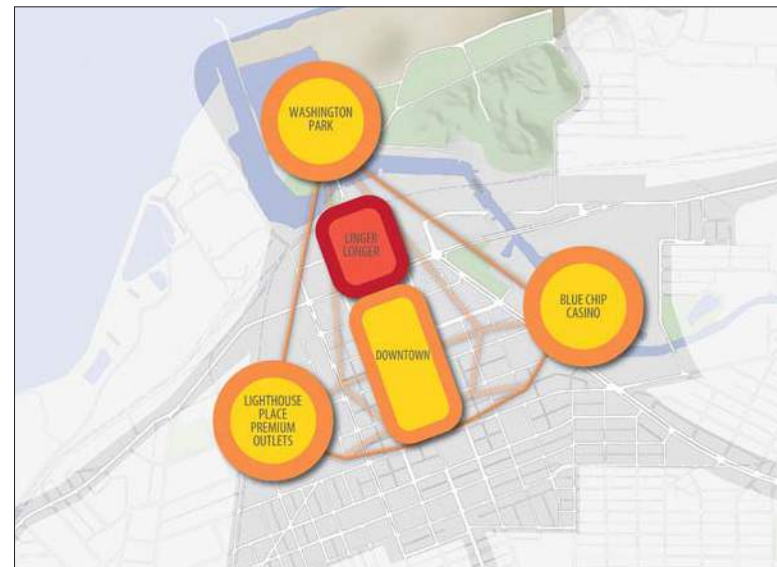 WASHINGTON
PARK
LINGER
LONGER
BLUE CHIP
CASINO
DOWNTOWN
LIGHTHOUSE
PLACE
PREMIUM
OUTLETS